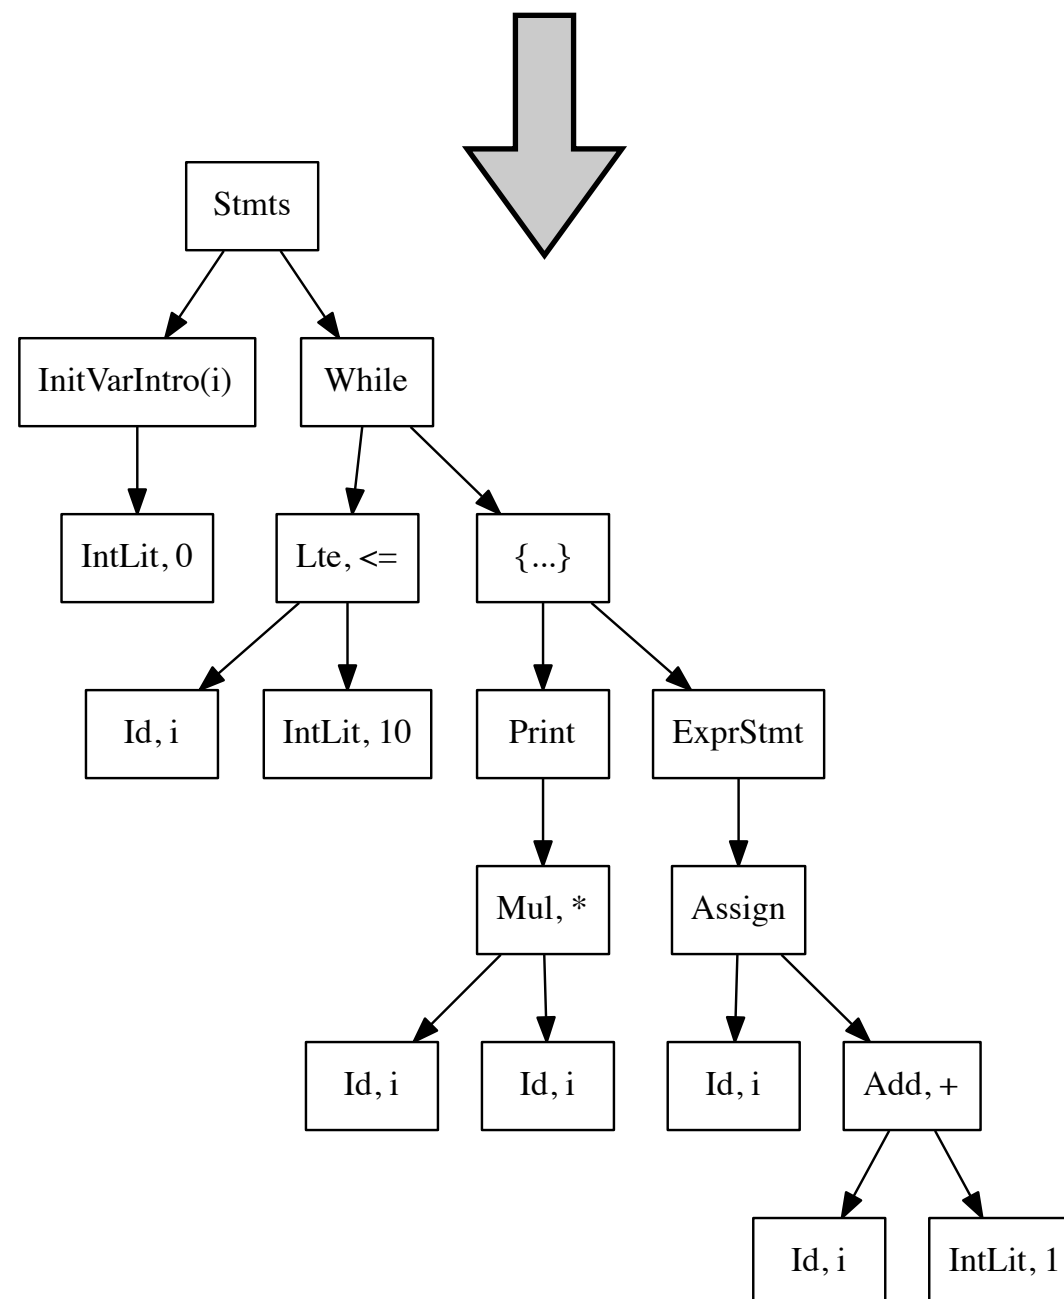 Stmts
InitVarIntro(i)
While
IntLit, 0
Lte, <=
{...}
Id, i
IntLit, 10
Print
ExprStmt
Mul, *
Assign
Id, i
Id, i
Id, i
Add, +
Id, i
IntLit, 1